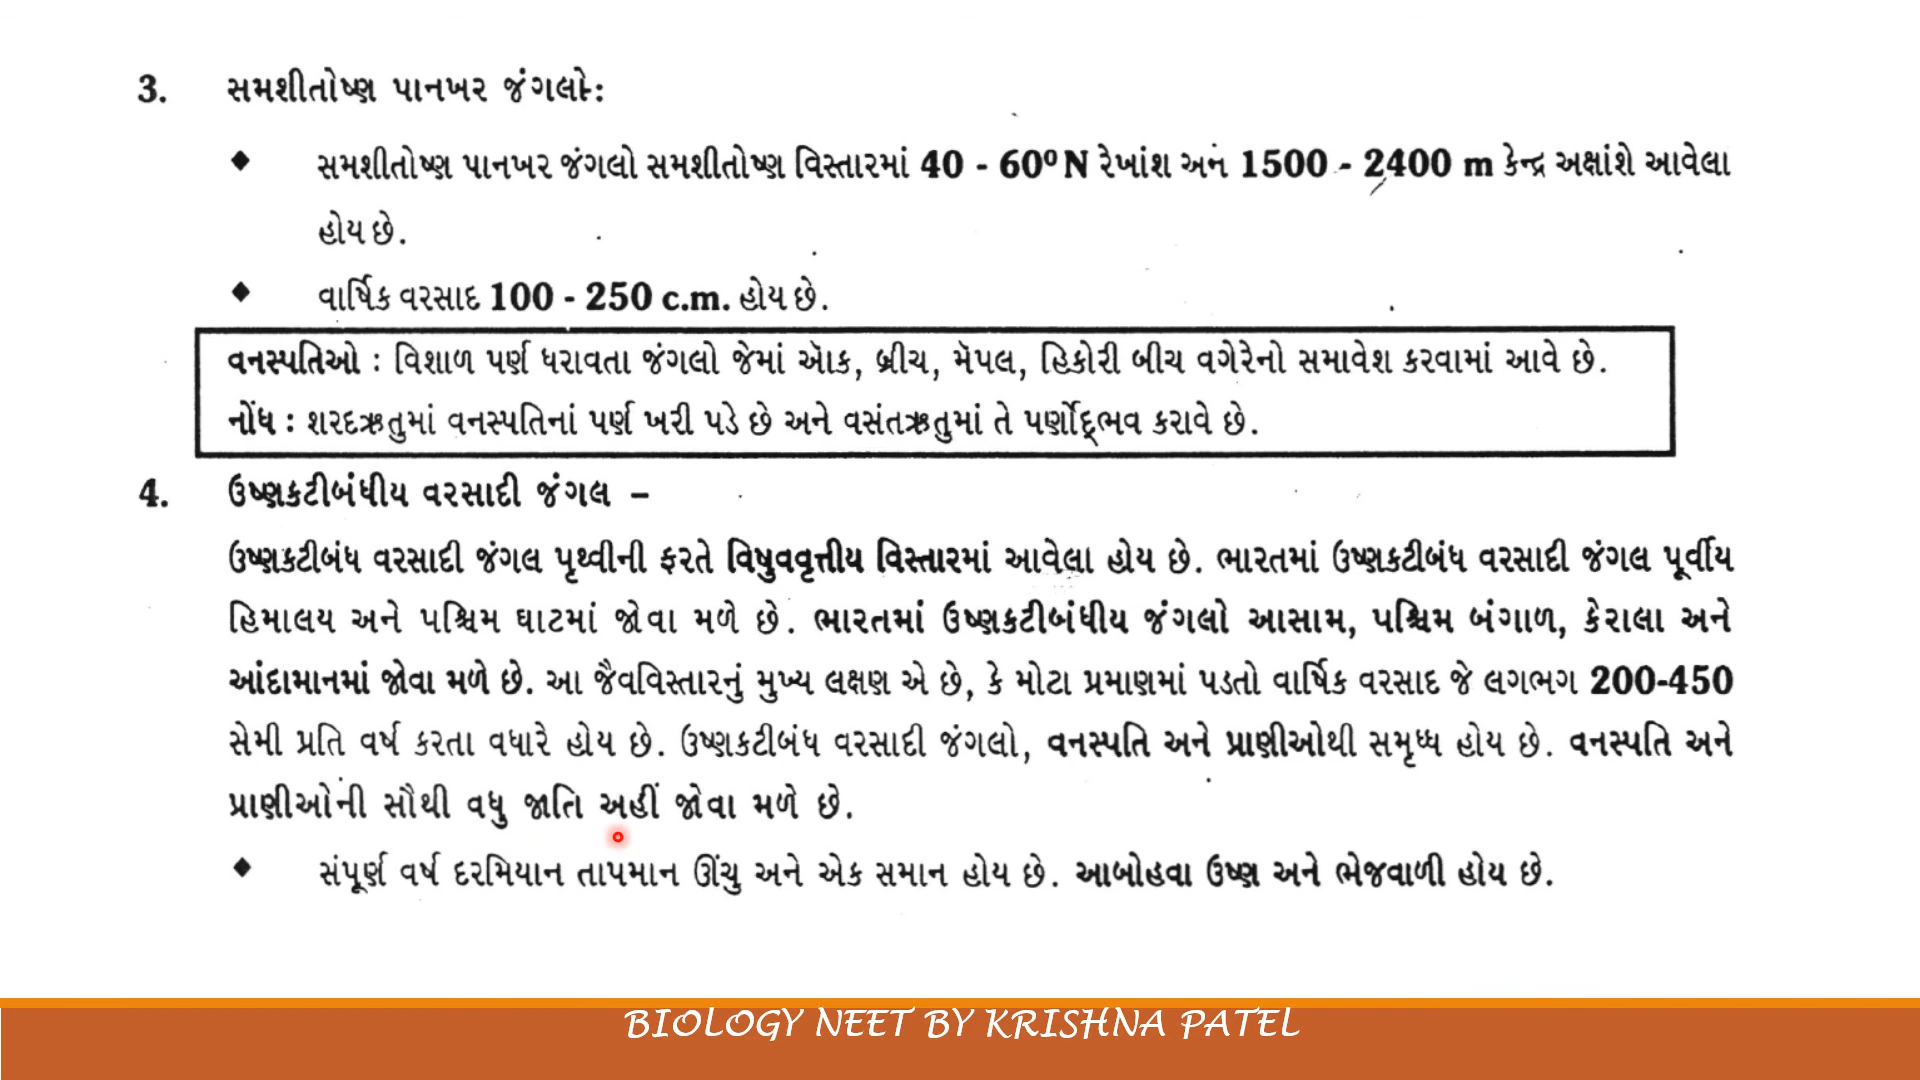 3. સમશીતોષ્ણ પાનખર જંગલો:
◆ સમશીતોષ્ણ પાનખર જંગલો સમશીતોષ્ણ વિસ્તારમાં 40 - 60⁰ N રેખાંશ અને 1500 - 2400 m કેન્દ્ર અક્ષાંશે આવેલા
હોય છે.
◆ વાર્ષિક વરસાદ 100 - 250 c.m. હોય છે.
વનસ્પતિઓ : વિશાળ પર્ણ ધરાવતા જંગલો જેમાં ઑક, બ્રીચ, મૅપલ, હિકોરી બીચ વગેરેનો સમાવેશ કરવામાં આવે છે.
નોંધ : શરદઋતુમાં વનસ્પતિનાં પર્ણ ખરી પડે છે અને વસંતઋતુમાં તે પર્ણોદ્ભવ કરાવે છે.
4. ઉષ્ણકટીબંધીય વરસાદી જંગલ –
ઉષ્ણકટીબંધ વરસાદી જંગલ પૃથ્વીની ફરતે વિષુવવૃત્તીય વિસ્તારમાં આવેલા હોય છે. ભારતમાં ઉષ્ણકટીબંધ વરસાદી જંગલ પૂર્વીય
હિમાલય અને પશ્ચિમ ઘાટમાં જોવા મળે છે. ભારતમાં ઉષ્ણકટીબંધીય જંગલો આસામ, પશ્ચિમ બંગાળ, કેરાલા અને
આંદામાનમાં જોવા મળે છે. આ જૈવવિસ્તારનું મુખ્ય લક્ષણ એ છે, કે મોટા પ્રમાણમાં પડતો વાર્ષિક વરસાદ જે લગભગ 200-450
સેમી પ્રતિ વર્ષ કરતા વધારે હોય છે. ઉષ્ણકટીબંધ વરસાદી જંગલો, વનસ્પતિ અને પ્રાણીઓથી સમૃધ્ધ હોય છે. વનસ્પતિ અને
પ્રાણીઓની સૌથી વધુ જાતિ અહીં જોવા મળે છે.
◆ સંપૂર્ણ વર્ષ દરમિયાન તાપમાન ઊંચુ અને એક સમાન હોય છે. આબોહવા ઉષ્ણ અને ભેજવાળી હોય છે.
BIOLOGY NEET BY KRISHNA PATEL